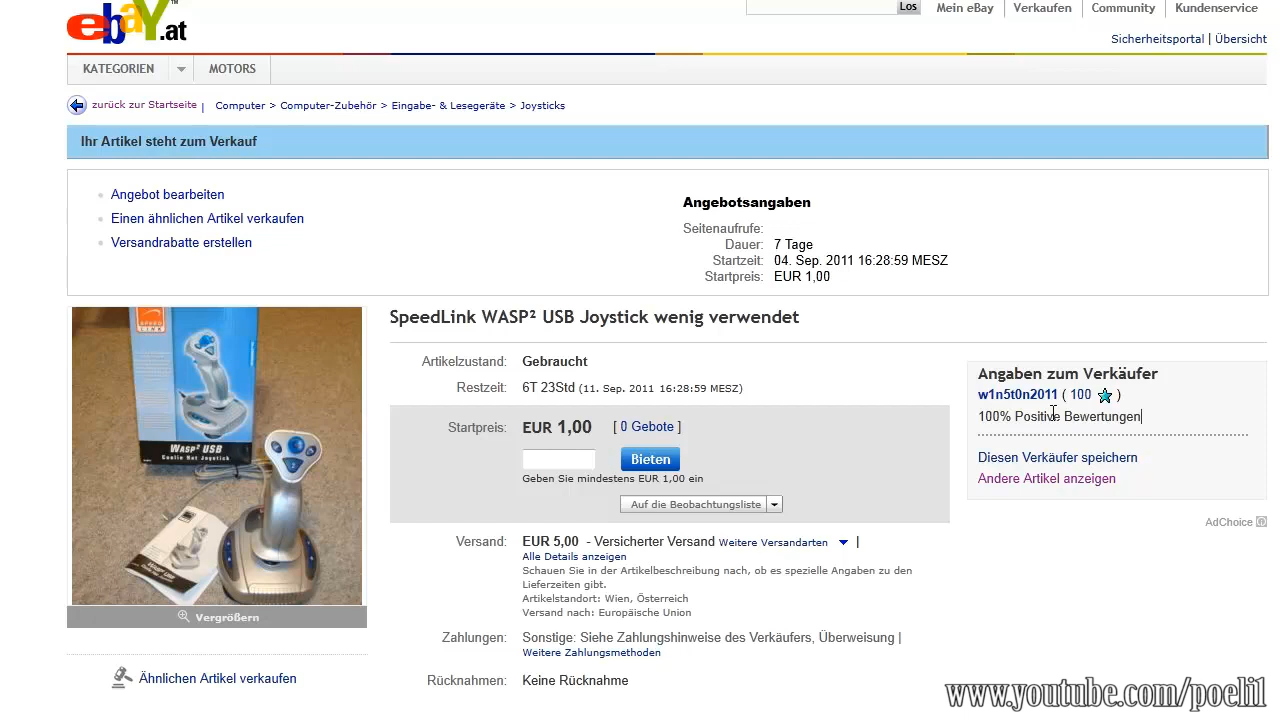 ebay.at
Los
Mein eBay | Verkaufen | Community | Kundenservice
Sicherheitsportal | Übersicht
KATEGORIEN MOTORS
zurück zur Startseite | Computer > Computer-Zubehör > Eingabe- & Lesegeräte > Joysticks
Ihr Artikel steht zum Verkauf
Angebot bearbeiten
Einen ähnlichen Artikel verkaufen
Versandrabatte erstellen
Angebotsangaben
Seitenaufrufe:
Dauer: 7 Tage
Startzeit: 04. Sep. 2011 16:28:59 MESZ
Startpreis: EUR 1,00
SPEED LINK
WASP² USB
Vergrößern
Ähnlichen Artikel verkaufen
SpeedLink WASP² USB Joystick wenig verwendet
Artikelzustand: Gebraucht
Restzeit: 6T 23Std (11. Sep. 2011 16:28:59 MESZ)
Startpreis: EUR 1,00 [ 0 Gebote ]
Bieten
Geben Sie mindestens EUR 1,00 ein
Auf die Beobachtungsliste
Versand: EUR 5,00 - Versicherter Versand Weitere Versandarten |
Alle Details anzeigen
Schauen Sie in der Artikelbeschreibung nach, ob es spezielle Angaben zu den
Lieferzeiten gibt.
Artikelstandort: Wien, Österreich
Versand nach: Europäische Union
Zahlungen: Sonstige: Siehe Zahlungshinweise des Verkäufers, Überweisung |
Weitere Zahlungsmethoden
Rücknahmen: Keine Rücknahme
Angaben zum Verkäufer
w1n5t0n2011 ( 100 )
100% Positive Bewertungen
Diesen Verkäufer speichern
Andere Artikel anzeigen
AdChoice
www.youtube.com/poelil